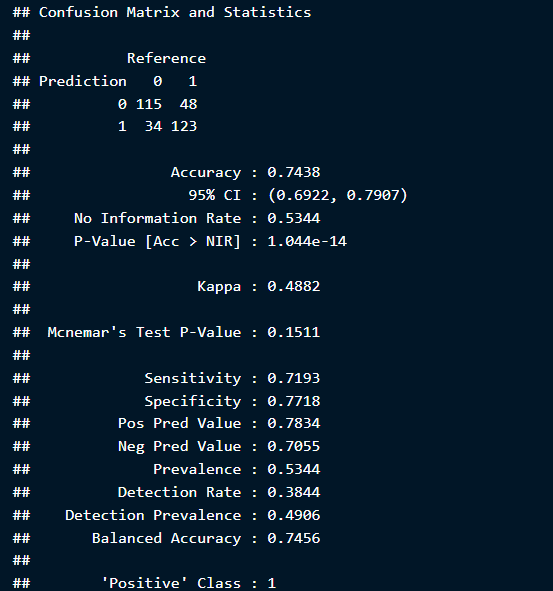 ## Confusion Matrix and Statistics
##
##           Reference
## Prediction   0   1
##          0 115  48
##          1  34 123
##
##                Accuracy : 0.7438
##                  95% CI : (0.6922, 0.7907)
##     No Information Rate : 0.5344
##     P-Value [Acc > NIR] : 1.044e-14
##
##                   Kappa : 0.4882
##
##  Mcnemar's Test P-Value : 0.1511
##
##             Sensitivity : 0.7193
##             Specificity : 0.7718
##          Pos Pred Value : 0.7834
##          Neg Pred Value : 0.7055
##              Prevalence : 0.5344
##          Detection Rate : 0.3844
##    Detection Prevalence : 0.4906
##       Balanced Accuracy : 0.7456
##
##        'Positive' Class : 1